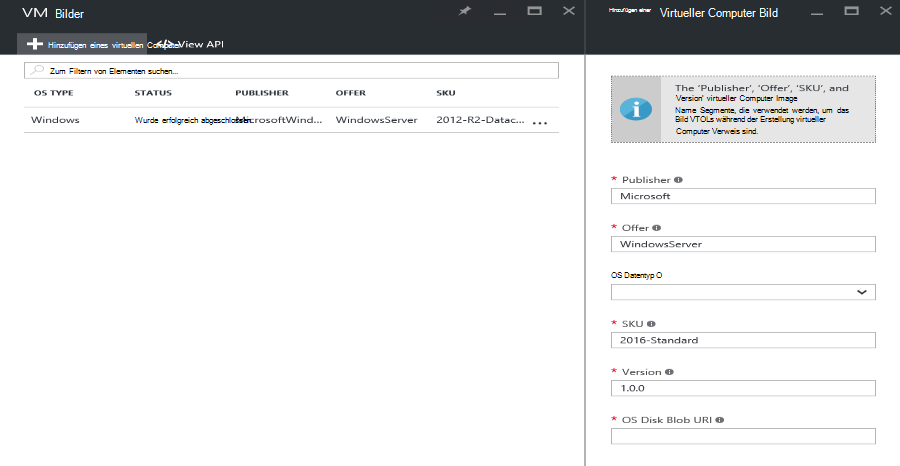 VM Bilder
Hinzufügen eines virtuellen Computer
</> View API
Zum Filtern von Elementen suchen...
OS TYPE STATUS PUBLISHER OFFER SKU
Windows Wurde erfolgreich abgeschlossen MicrosoftWind... WindowsServer 2012-R2-Datac... ...
Hinzufügen einer Virtueller Computer Bild
The 'Publisher', 'Offer', 'SKU', and
Version' virtueller Computer Image
Name Segmente, die verwendet werden, um das
Bild VTOLs während der Erstellung virtueller
Computer Verweis sind.
* Publisher
Microsoft
* Offer
WindowsServer
OS Datentyp O
* SKU
2016-Standard
* Version
1.0.0
* OS Disk Blob URI